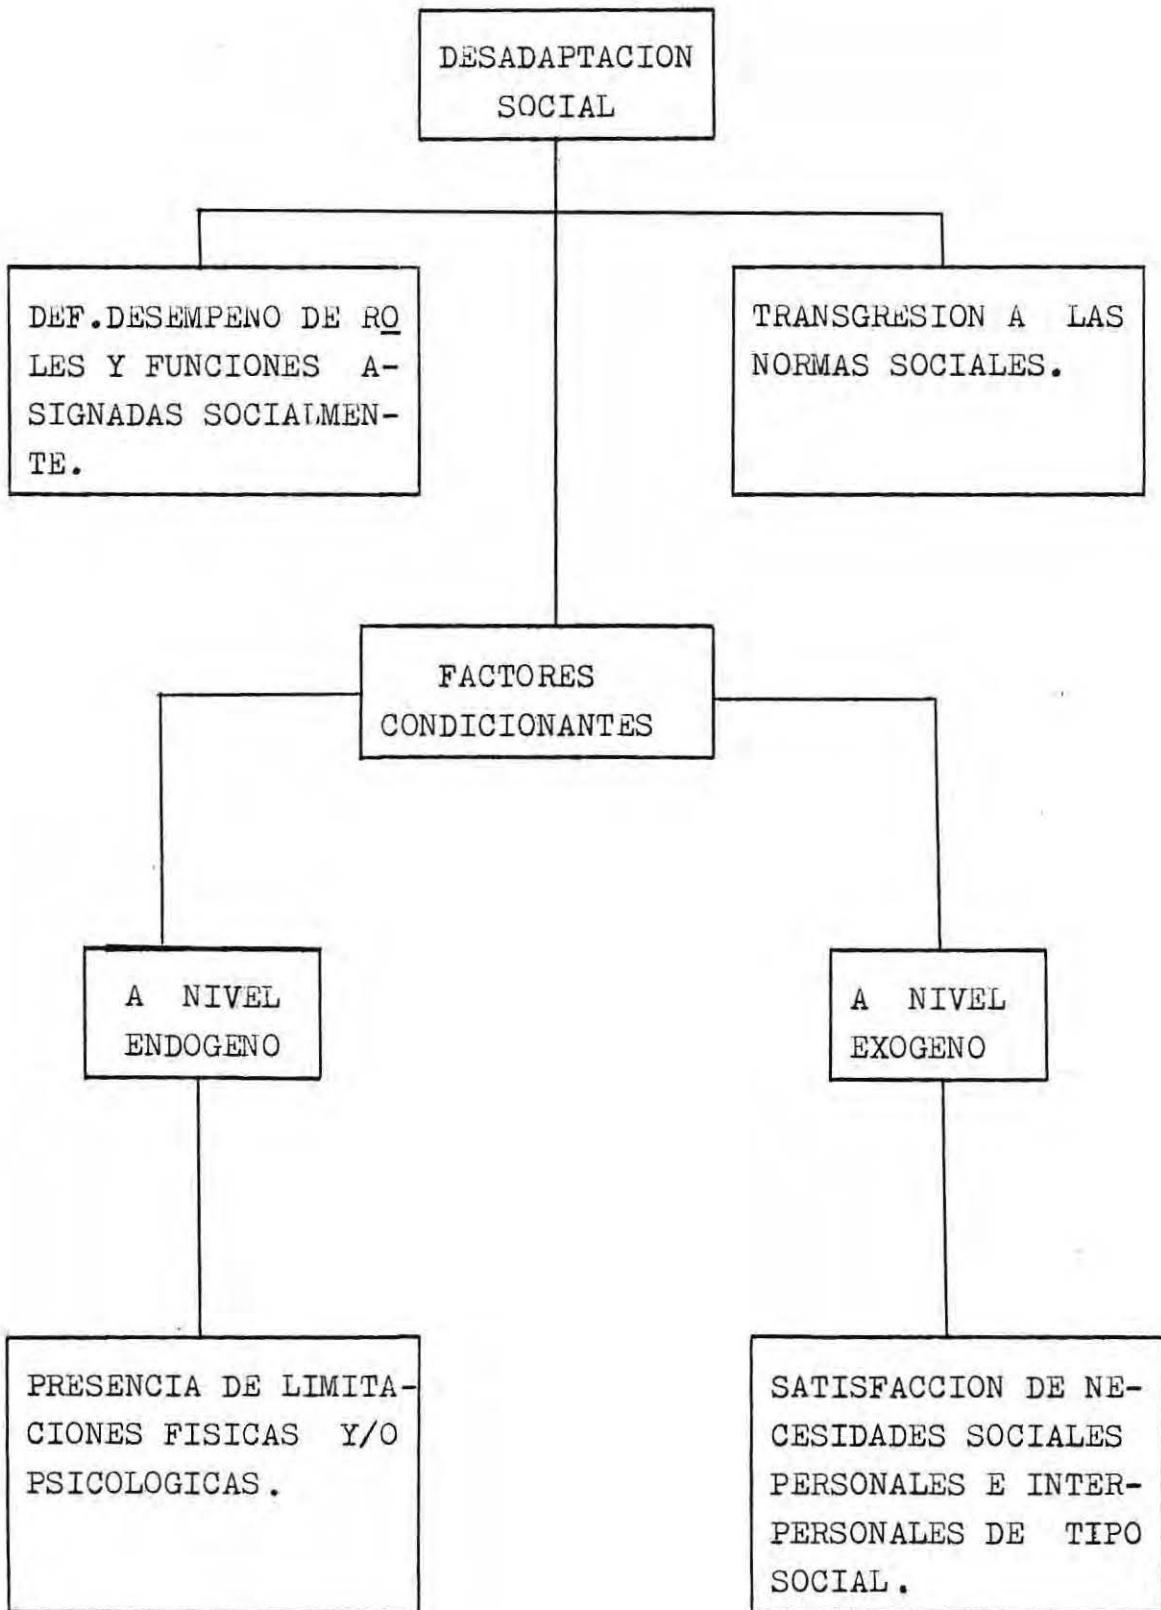 DESADAPTACION
SOCIAL
DEF.DESEMPEÑO DE RO
LES Y FUNCIONES A-
SIGNADAS SOCIALMEN-
TE.
TRANSGRESION A LAS
NORMAS SOCIALES.
FACTORES
CONDICIONANTES
A NIVEL
ENDOGENO
A NIVEL
EXOGENO
PRESENCIA DE LIMITA-
CIONES FISICAS Y/O
PSICOLOGICAS.
SATISFACCION DE NE-
CESIDADES SOCIALES
PERSONALES E INTER-
PERSONALES DE TIPO
SOCIAL.